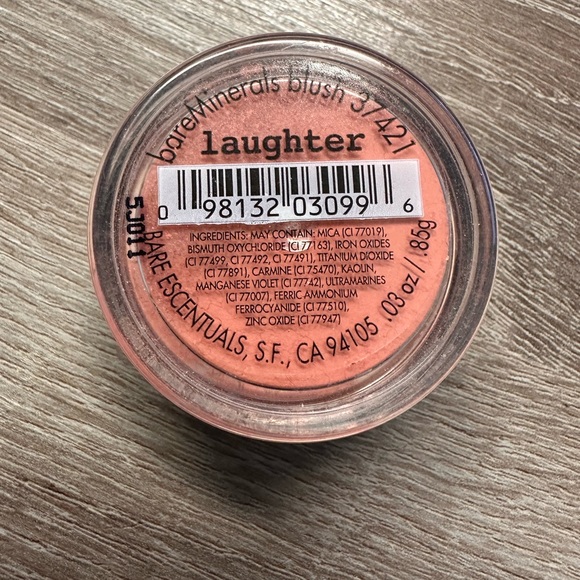 bareMinerals blush 37421
laughter
0 98132 03099 6
INGREDIENTS: MAY CONTAIN: MICA (CI 77019),
BISMUTH OXYCHLORIDE (CI 77163), IRON OXIDES
(CI 77499, CI 77492, CI 77491), TITANIUM DIOXIDE
(CI 77891), CARMINE (CI 75470), KAOLIN,
MANGANESE VIOLET (CI 77742), ULTRAMARINES
(CI 77007), FERRIC AMMONIUM
FERROCYANIDE (CI 77510),
ZINC OXIDE (CI 77947)
BARE ESCENTUALS, S.F., CA 94105 .03 oz/.85g
5J011